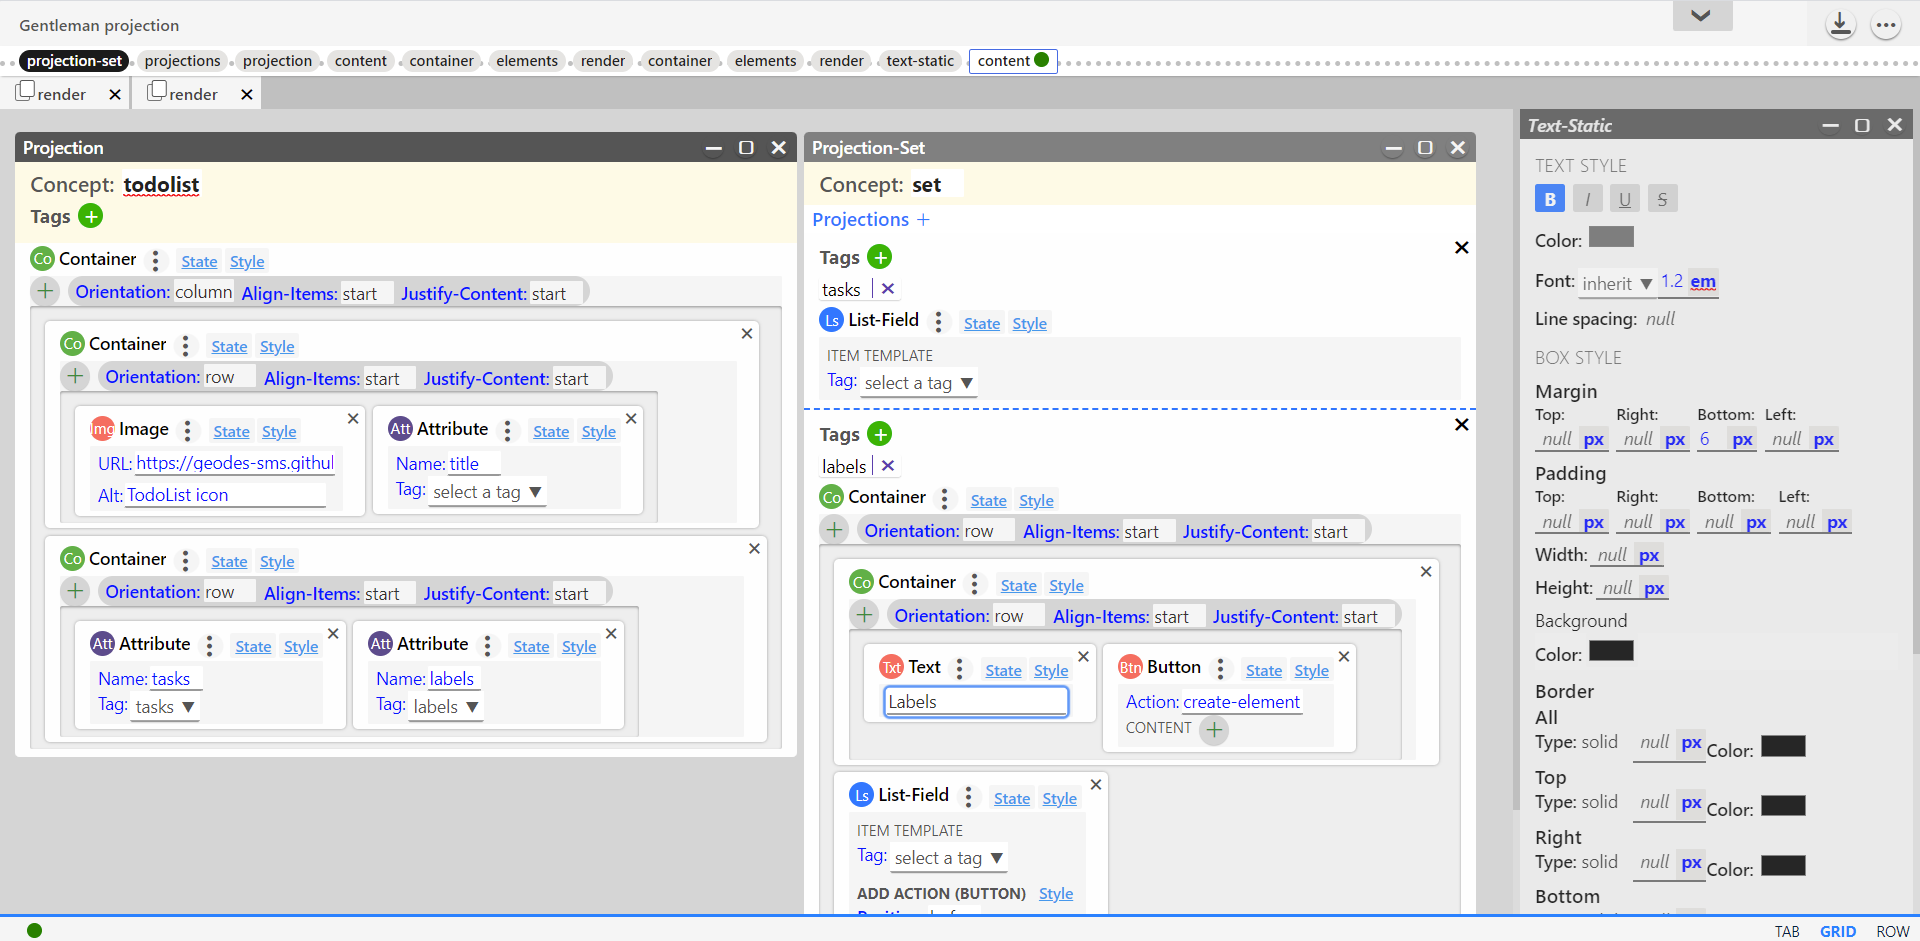 Gentleman projection
projection-set projections projection content container elements render container elements render text-static content
render render
Projection
Concept: todolist
Tags
Co Container State Style
Orientation: column Align-Items: start Justify-Content: start
Co Container State Style
Orientation: row Align-Items: start Justify-Content: start
Img Image State Style
URL: https://geodes-sms.githul
Alt: TodoList icon
Att Attribute State Style
Name: title
Tag: select a tag ▼
Co Container State Style
Orientation: row Align-Items: start Justify-Content: start
Att Attribute State Style
Name: tasks
Tag: tasks ▼
Att Attribute State Style
Name: labels
Tag: labels ▼
Projection-Set
Concept: set
Projections +
Tags
tasks
Ls List-Field State Style
ITEM TEMPLATE
Tag: select a tag ▼
Tags
labels
Co Container State Style
Orientation: row Align-Items: start Justify-Content: start
Co Container State Style
Orientation: row Align-Items: start Justify-Content: start
Txt Text State Style
Labels
Btn Button State Style
Action: create-element
CONTENT +
Ls List-Field State Style
ITEM TEMPLATE
Tag: select a tag ▼
ADD ACTION (BUTTON) Style
Text-Static
TEXT STYLE
B I U S
Color:
Font: inherit ▼ 1.2 em
Line spacing: null
BOX STYLE
Margin
Top: Right: Bottom: Left:
null px null px 6 px null px
Padding
Top: Right: Bottom: Left:
null px null px null px null px
Width: null px
Height: null px
Background
Color:
Border
All
Type: solid null px Color:
Top
Type: solid null px Color:
Right
Type: solid null px Color:
Bottom
TAB GRID ROW